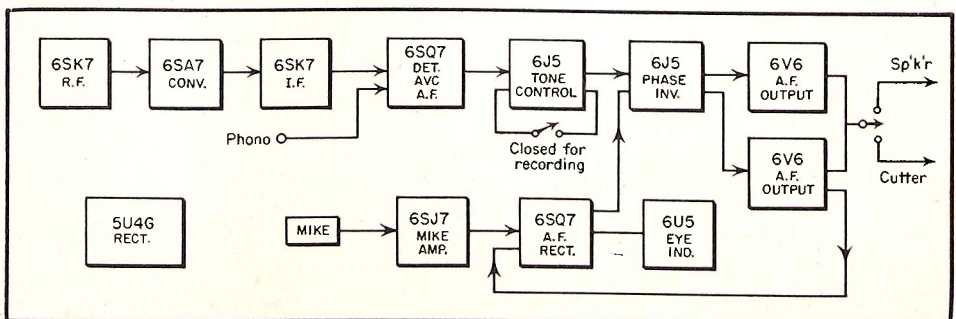 6SK7
R.F.
6SA7
CONV.
6SK7
I.F.
6SQ7
DET.
AVC
A.F.
6J5
TONE
CONTROL
6J5
PHASE
INV.
6V6
A.F.
OUTPUT
Sp'k'r
Phono
Closed for
recording
6V6
A.F.
OUTPUT
Cutter
5U4G
RECT.
MIKE
6SJ7
MIKE
AMP.
6SQ7
A.F.
RECT.
6U5
EYE
IND.